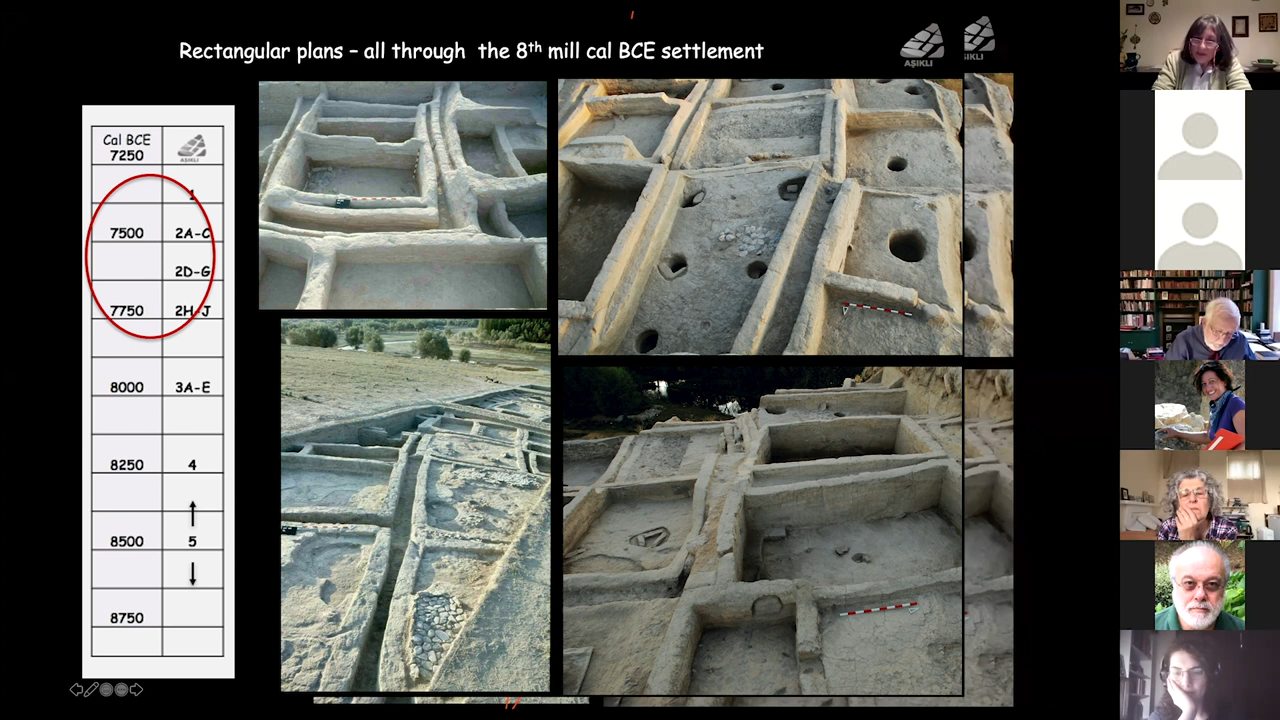 Rectangular plans – all through the 8th mill cal BCE settlement
AŞIKLI
IKLI
Cal BCE
7250
AŞIKLI
7500 2A-C
2D-G
7750 2H-J
8000 3A-E
8250 4
8500 5
8750